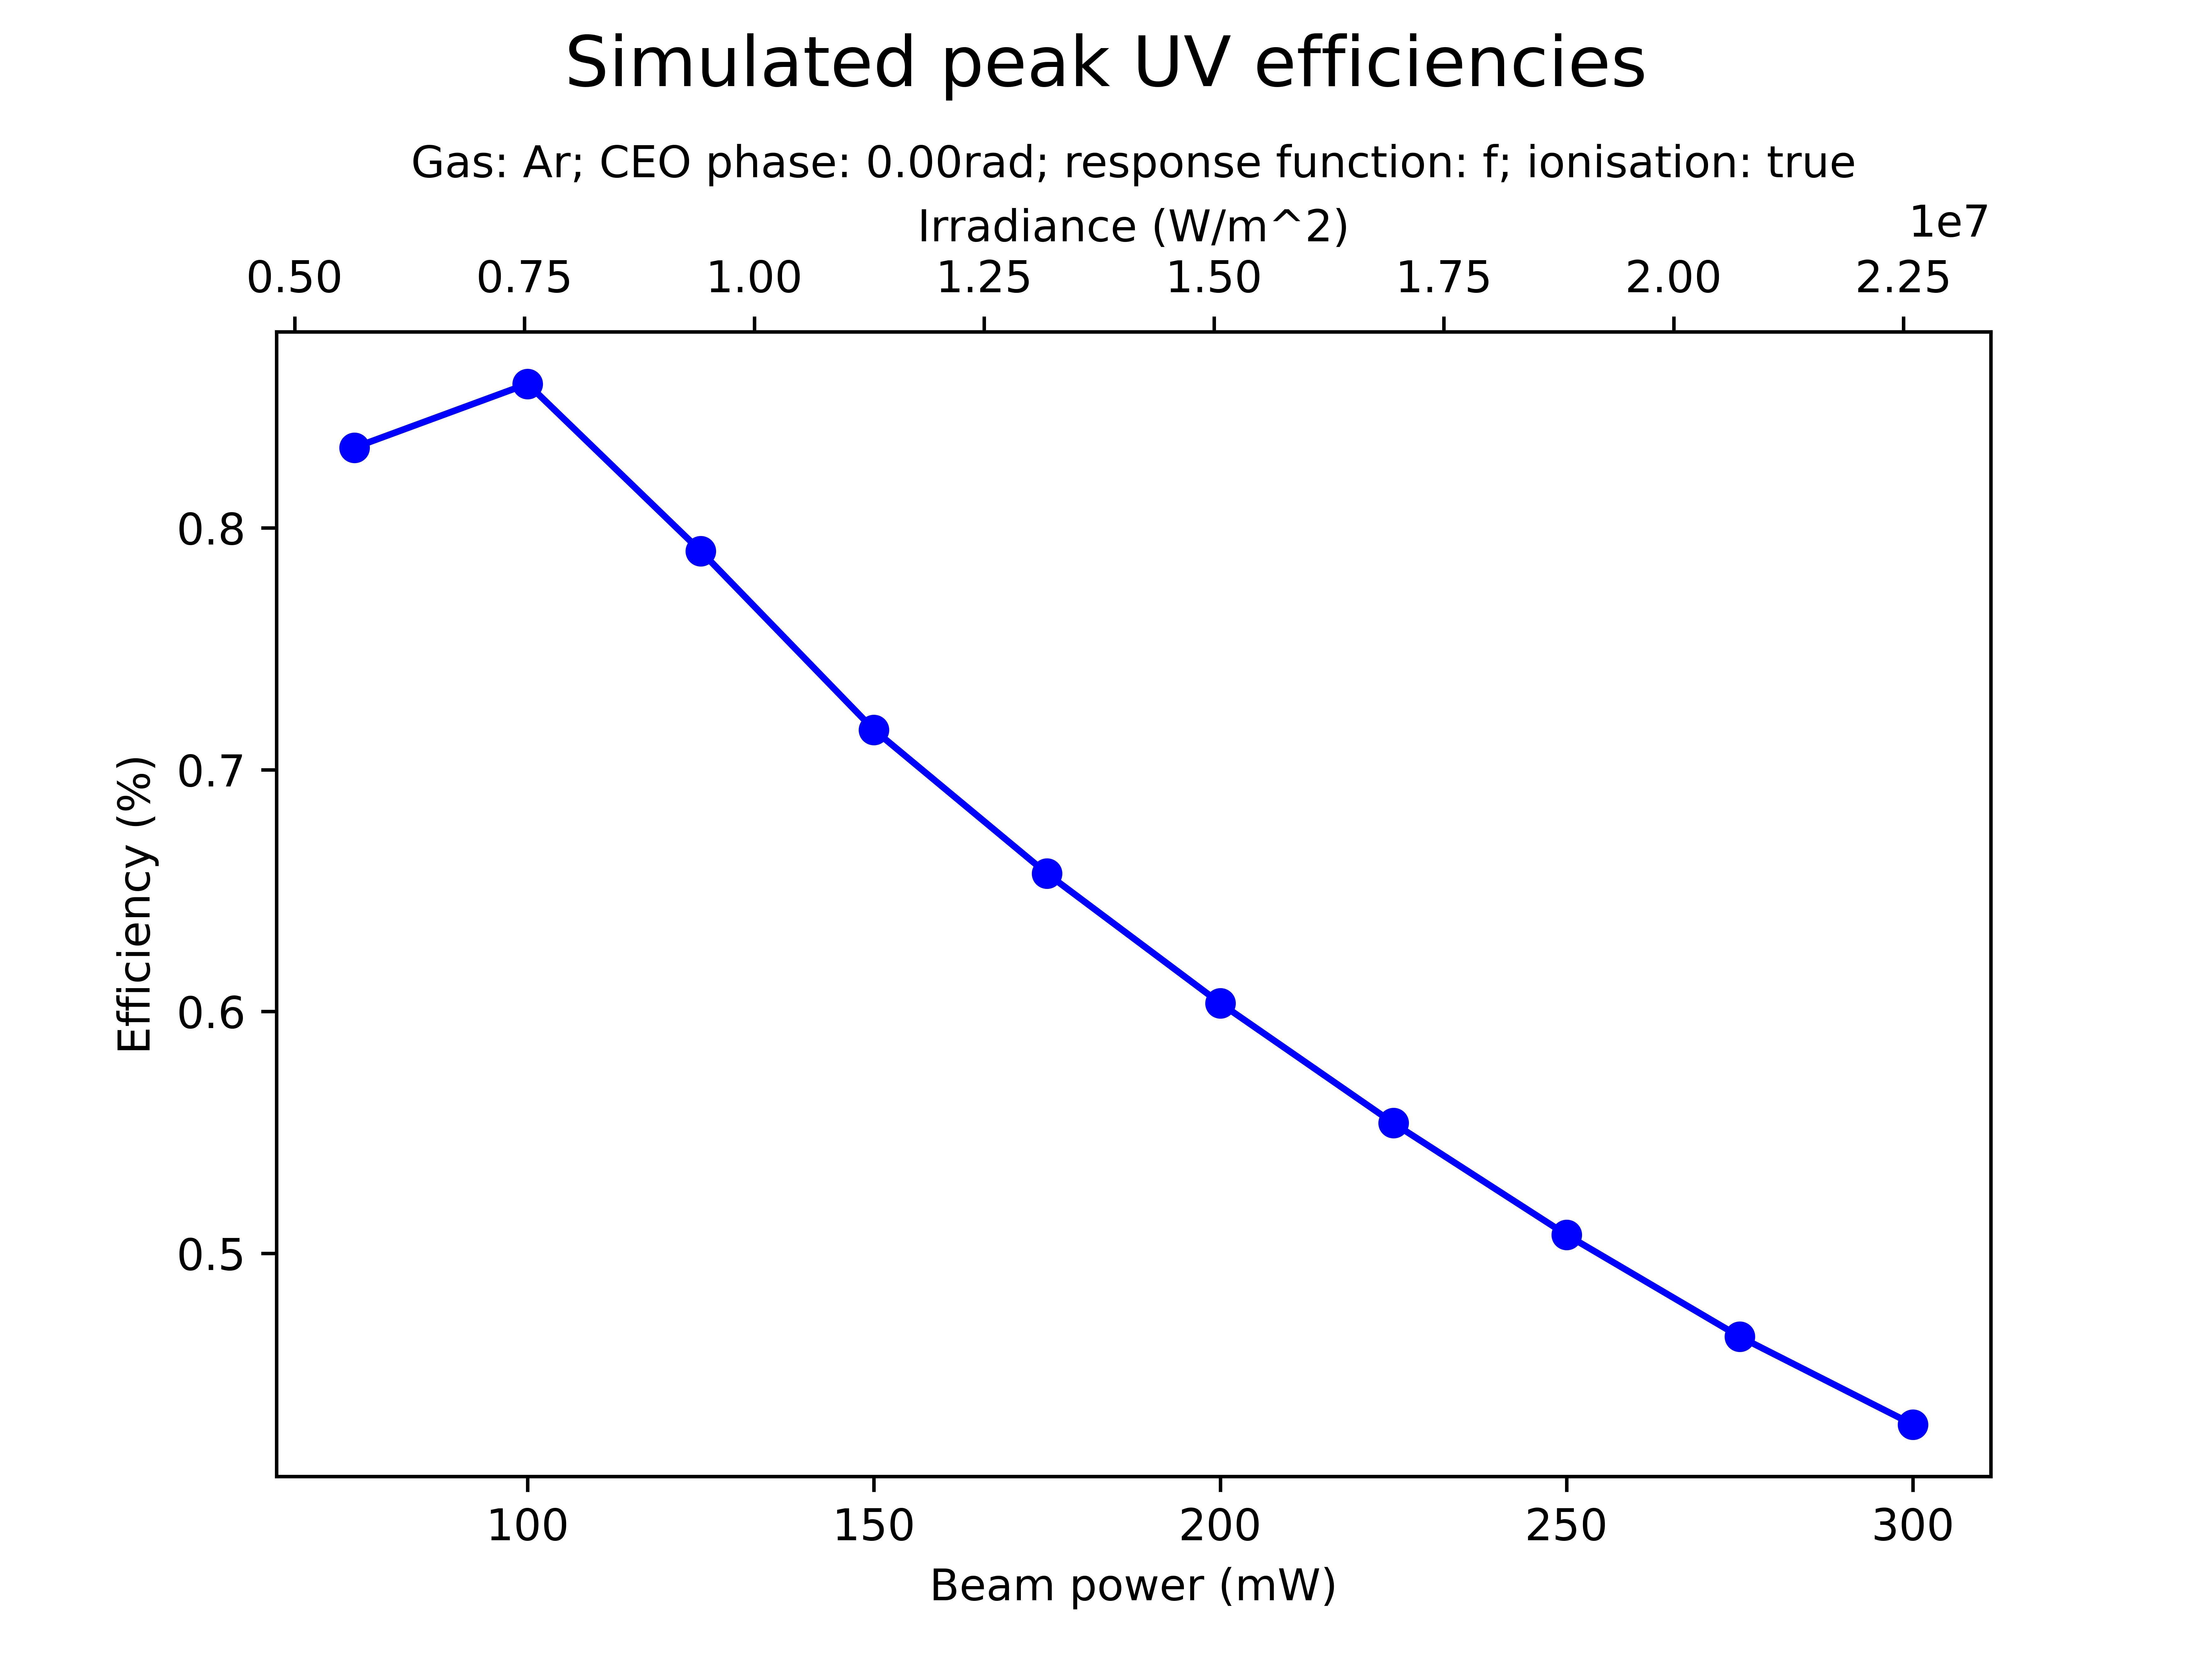 Simulated peak UV efficiencies
Gas: Ar; CEO phase: 0.00rad; response function: f; ionisation: true
Irradiance (W/m^2)
1e7
0.50 0.75 1.00 1.25 1.50 1.75 2.00 2.25
0.8
0.7
0.6
0.5
Efficiency (%)
100 150 200 250 300
Beam power (mW)